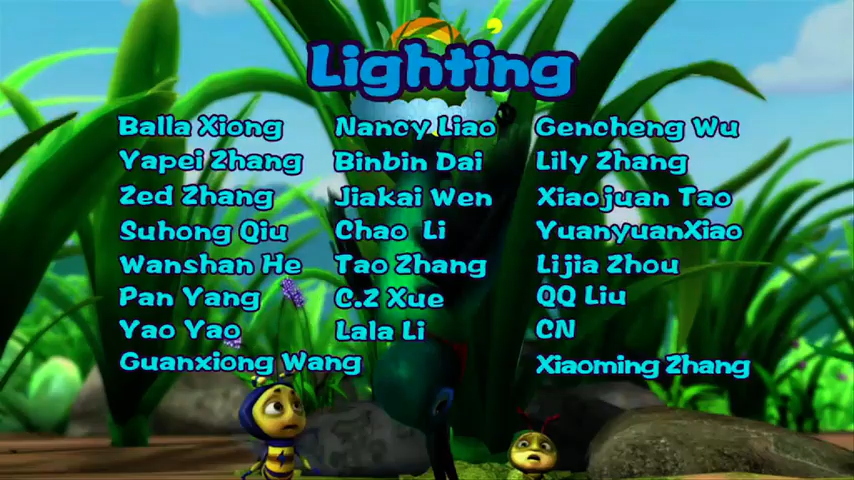 Lighting
Balla Xiong Nancy Liao Gencheng Wu
Yapei Zhang Binbin Dai Lily Zhang
Zed Zhang Jiakai Wen Xiaojuan Tao
Suhong Qiu Chao Li YuanyuanXiao
Wanshan He Tao Zhang Lijia Zhou
Pan Yang C.Z Xue QQ Liu
Yao Yao Lala Li CN
Guanxiong Wang Xiaoming Zhang